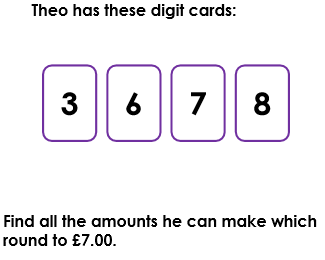 Theo has these digit cards:
3 6 7 8
Find all the amounts he can make which
round to £7.00.